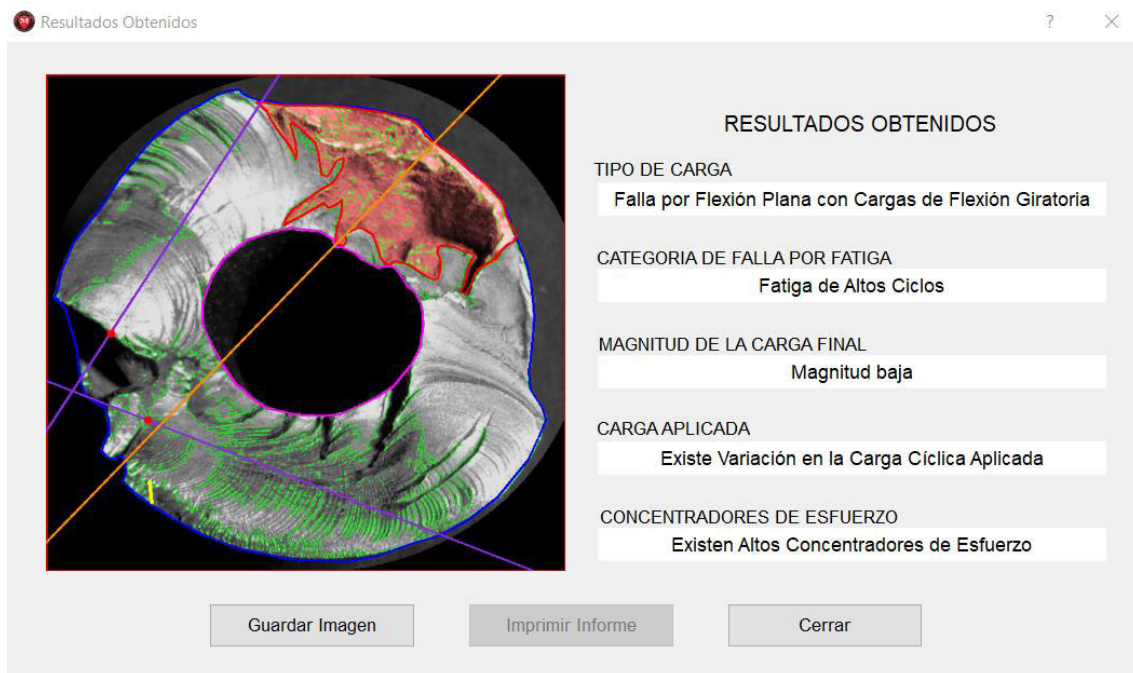 Resultados Obtenidos
RESULTADOS OBTENIDOS
TIPO DE CARGA
Falla por Flexión Plana con Cargas de Flexión Giratoria
CATEGORIA DE FALLA POR FATIGA
Fatiga de Altos Ciclos
MAGNITUD DE LA CARGA FINAL
Magnitud baja
CARGA APLICADA
Existe Variación en la Carga Cíclica Aplicada
CONCENTRADORES DE ESFUERZO
Existen Altos Concentradores de Esfuerzo
Guardar Imagen
Imprimir Informe
Cerrar